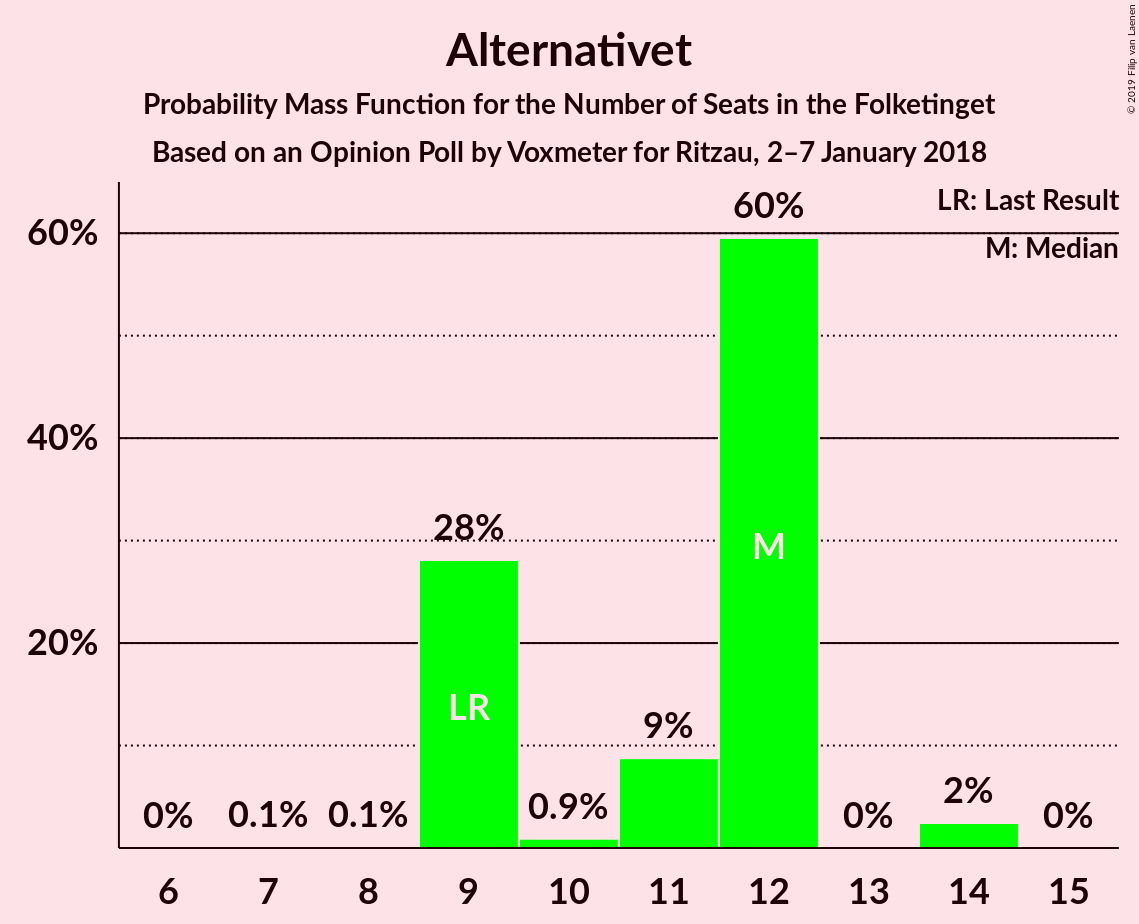 Alternativet
Probability Mass Function for the Number of Seats in the Folketinget
Based on an Opinion Poll by Voxmeter for Ritzau, 2–7 January 2018
© 2019 Filip van Laenen
LR: Last Result
M: Median
60%
40%
20%
0%
0.1%
0.1%
28%
0.9%
9%
60%
0%
2%
0%
LR
M
6 7 8 9 10 11 12 13 14 15